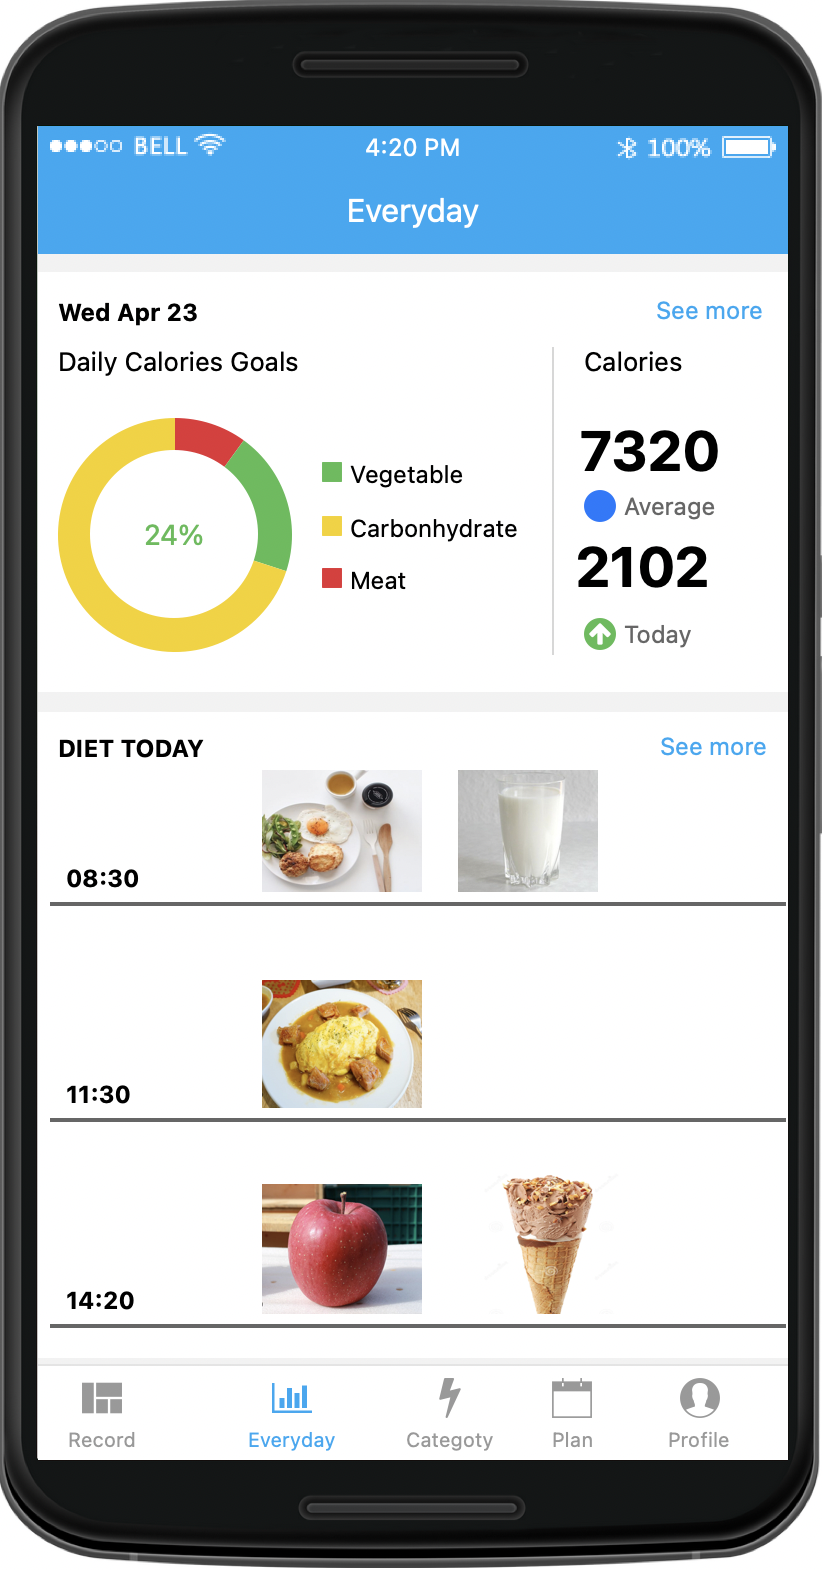 BELL 4:20 PM 100%
Everyday
Wed Apr 23 See more
Daily Calories Goals Calories
7320
Vegetable
Average
24% Carbonhydrate
2102
Meat
Today
DIET TODAY See more
08:30
11:30
14:20
Record Everyday Categoty Plan Profile